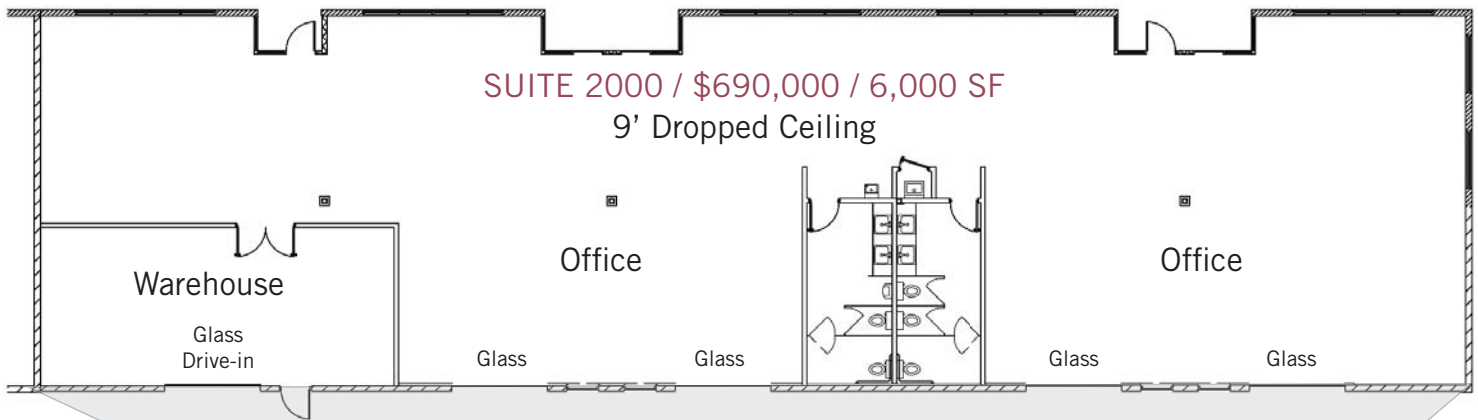 SUITE 2000 / $690,000 / 6,000 SF
9’ Dropped Ceiling
Office
Office
Warehouse
Glass
Drive-in
Glass
Glass
Glass
Glass